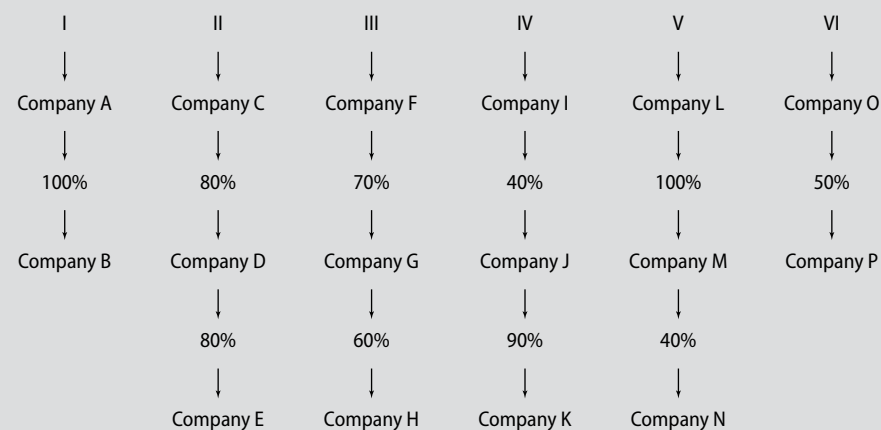 I II III IV V VI
Company A Company C Company F Company I Company L Company O
100% 80% 70% 40% 100% 50%
Company B Company D Company G Company J Company M Company P
80% 60% 90% 40%
Company E Company H Company K Company N